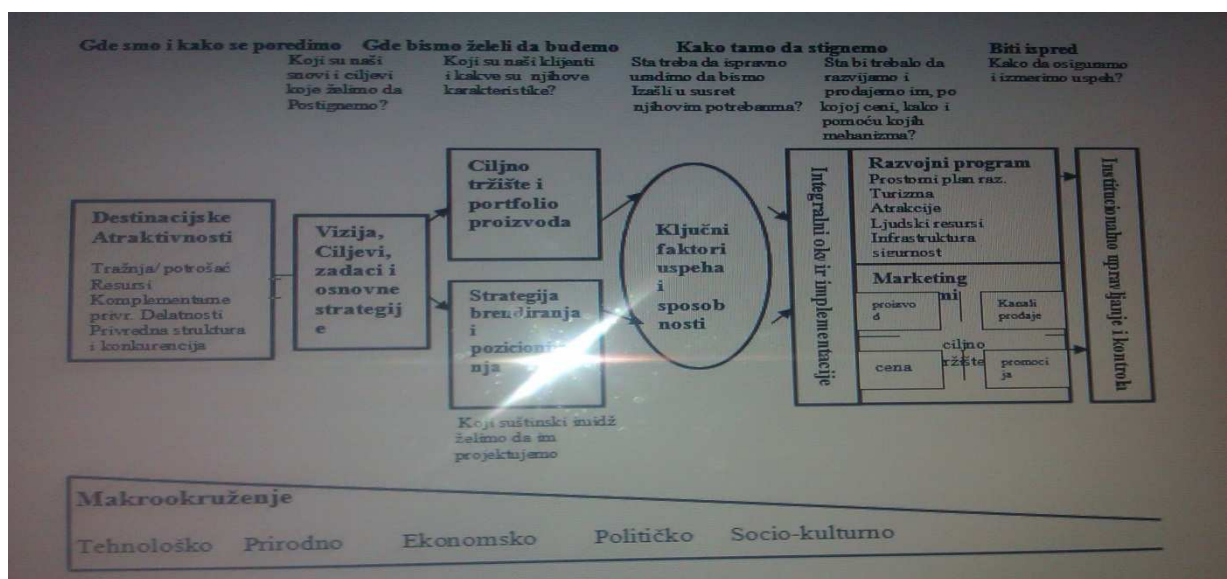 Gde smo i kako se poredimo
Gde bismo želeli da budemo
Kako tamo da stignemo
Biti ispred
Koji su naši
snovi i ciljevi
koje želimo da
Postignemo?
Koji su naši klijenti
i kakve su njihove
karakteristike?
Sta treba da ispravno
uradimo da bismo
Izašli u susret
njihovim potrebama?
Sta bi trebalo da
razvijamo i
prodajemo im, po
kojoj ceni, kako i
pomoću kojih
mehanizma?
Kako da osiguramo
i izmerimo uspeh?
Destinacijske
Atraktivnosti
Tražnja/ potrošač
Resursi
Komplementarne
privr. Delatnosti
Privredna struktura
i konkurencija
Vizija,
Ciljevi,
zadaci i
osnovne
strategij
e
Ciljno
tržište i
portfolio
proizvoda
Strategija
brendiranja
i
nja
Koji suštinski imidž
želimo da im
projektujemo
Ključni
faktori
uspeha
i
sposob
nosti
Integralni okvir implementacije
Razvojni program
Prostorni plan raz.
Turizma
Atrakcije
Ljudski resursi
Infrastruktura
sigurnost
Marketing
proizvo
d
Kanali
prodaje
ciljno
cena
promoci
ja
Institucionalno upravljanje i kontrola
Makrookruženje
Tehnološko Prirodno Ekonomsko Političko Socio-kulturno